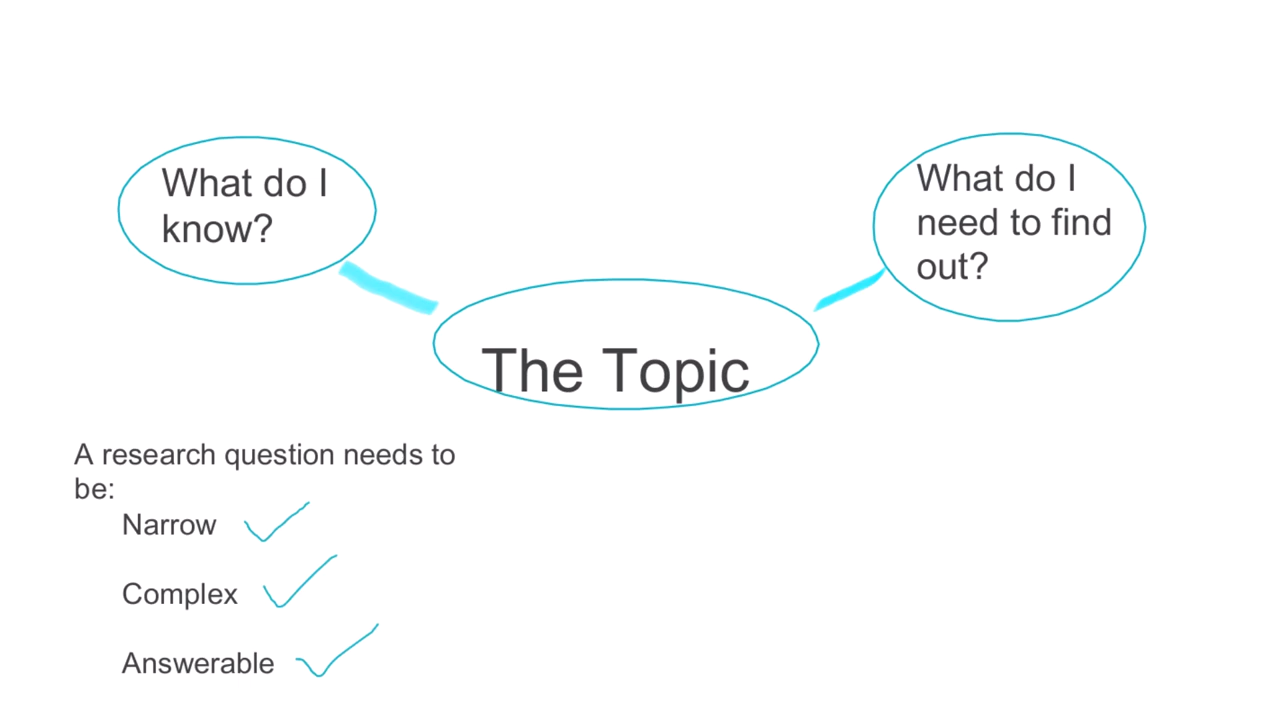 What do I
know?
What do I
need to find
out?
The Topic
A research question needs to
be:
Narrow
Complex
Answerable